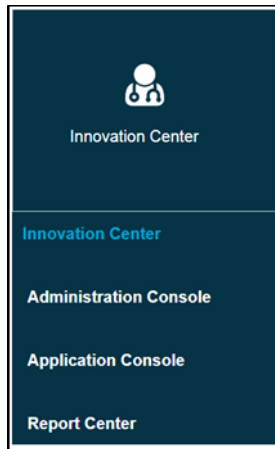 Innovation Center
Innovation Center
Administration Console
Application Console
Report Center